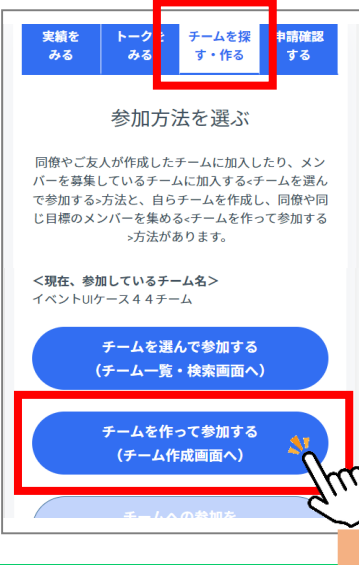 実績を
みる
トークを
みる
チームを探
す・作る
申請確認
する
参加方法を選ぶ
同僚やご友人が作成したチームに加入したり、メン
バーを募集しているチームに加入する<チームを選ん
で参加する>方法と、自らチームを作成し、同僚や同
じ目標のメンバーを集める<チームを作って参加する
>方法があります。
＜現在、参加しているチーム名＞
イベントUIケース４４チーム
チームを選んで参加する
（チーム一覧・検索画面へ）
チームを作って参加する
（チーム作成画面へ）
チームへの参加を